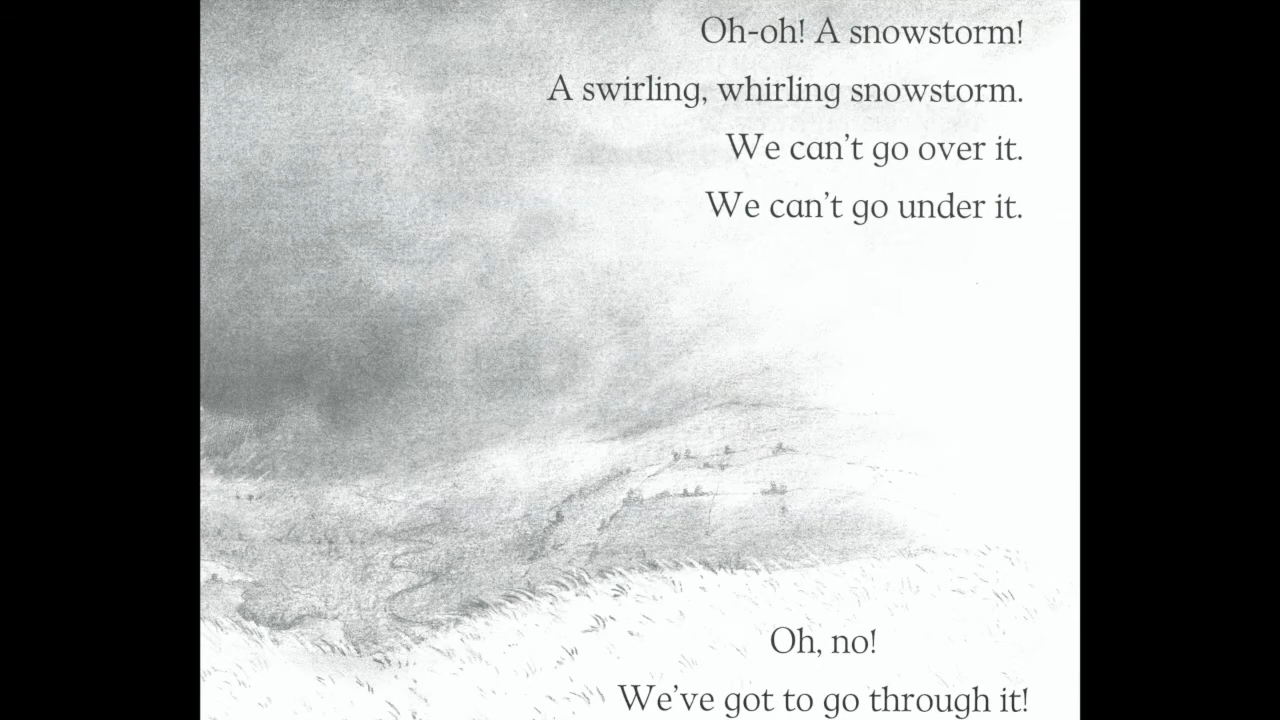 Oh-oh! A snowstorm!
A swirling, whirling snowstorm.
We can't go over it.
We can't go under it.
Oh, no!
We've got to go through it!